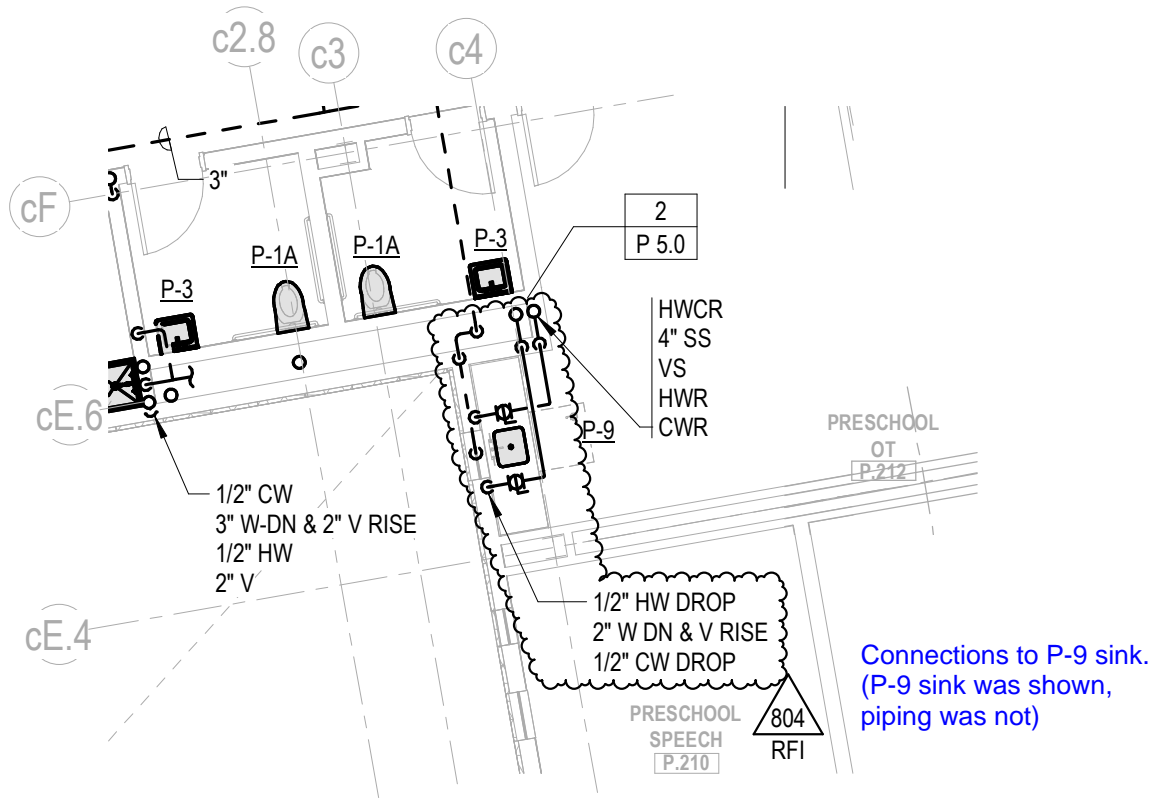 c2.8
c3
c4
cF
3"
2
P 5.0
P-1A
P-1A
P-3
P-3
HWCR
4" SS
VS
HWR
CWR
cE.6
P-9
PRESCHOOL
OT
P.212
1/2" CW
3" W-DN & 2" V RISE
1/2" HW
2" V
cE.4
1/2" HW DROP
2" W DN & V RISE
1/2" CW DROP
Connections to P-9 sink.
(P-9 sink was shown,
piping was not)
PRESCHOOL
SPEECH
P.210
804
RFI